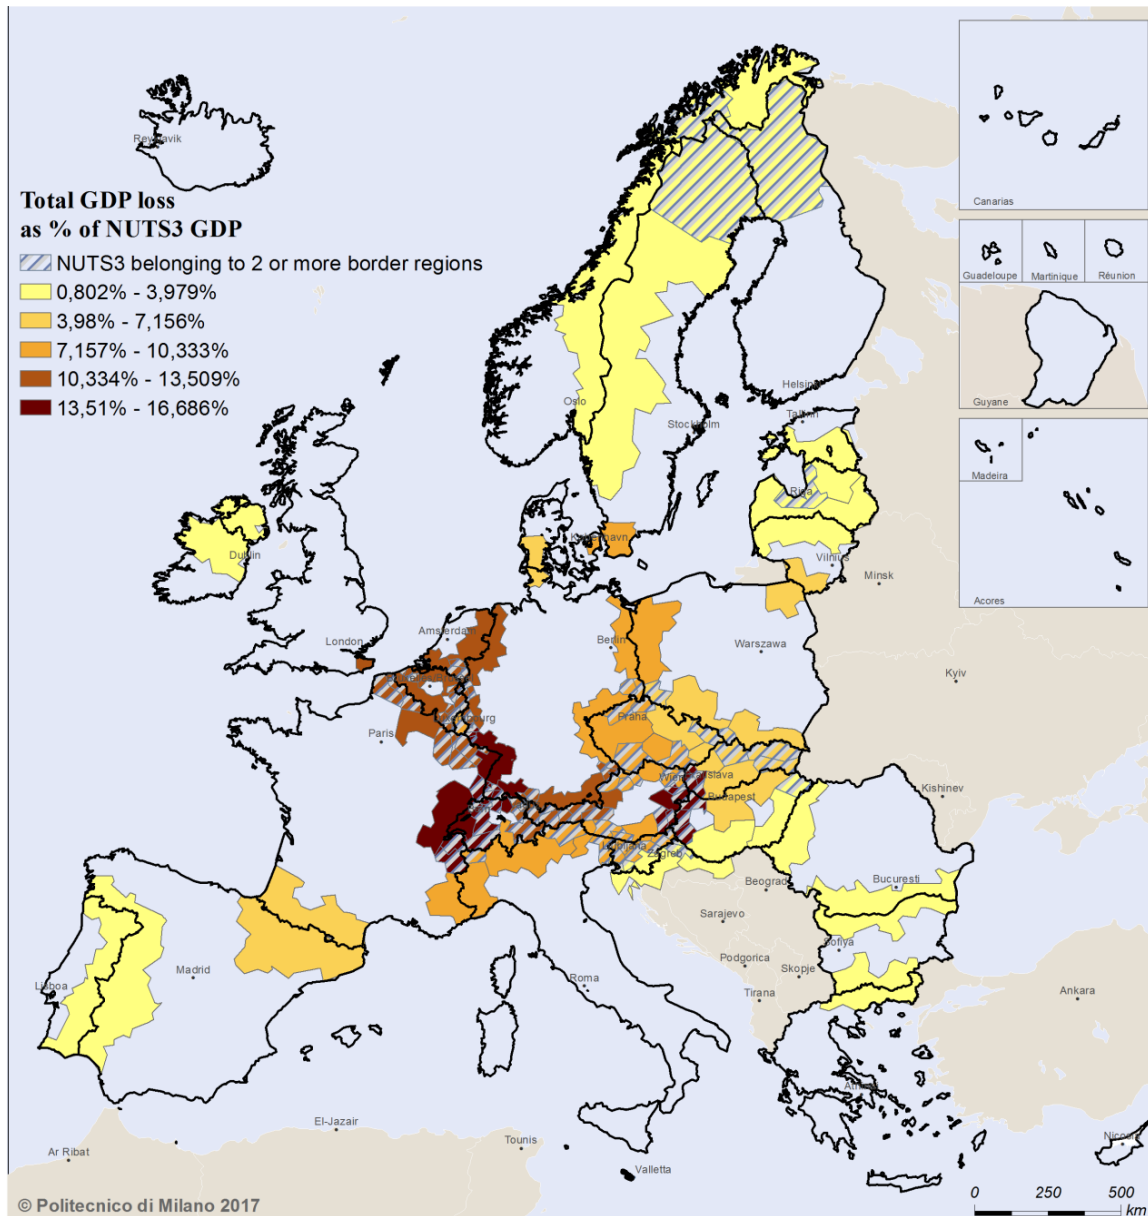 Reykjavik
Total GDP loss
as % of NUTS3 GDP
NUTS3 belonging to 2 or more border regions
0,802% - 3,979%
3,98% - 7,156%
7,157% - 10,333%
10,334% - 13,509%
13,51% - 16,686%
Canarias
Guadeloupe
Martinique
Réunion
Guyane
Madeira
Acores
Helsinki
Tallinn
Oslo
Stockholm
Riga
København
Dublin
Vilnius
Minsk
London
Amsterdam
Berlin
Warszawa
Kyiv
Paris
Praha
Wien
Budapest
Kishinev
Ljubljana
Zagreb
Beograd
Bucuresti
Sarajevo
Sofiya
Podgorica
Skopje
Madrid
Lisboa
Roma
Tirana
Ankara
El-Jazair
Tounis
Ar Ribat
Valletta
© Politecnico di Milano 2017
0 250 500
km